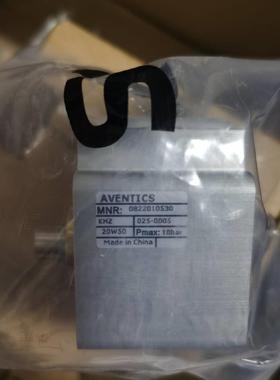 S
AVENTICS
MNR: 0822010530
KHZ 025-0005
20W50 Pmax: 10bar
Made in China